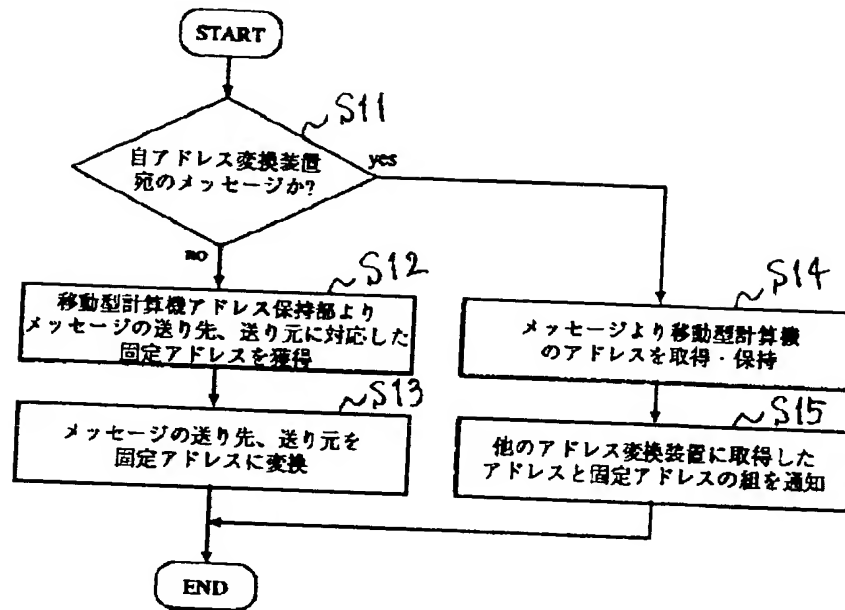 START
S11
自アドレス変換装置
宛のメッセージか?
yes
no
S12
移動型計算機アドレス保持部より
メッセージの送り先、送り元に対応した
固定アドレスを獲得
S13
メッセージの送り先、送り元を
固定アドレスに変換
S14
メッセージより移動型計算機
のアドレスを取得・保持
S15
他のアドレス変換装置に取得した
アドレスと固定アドレスの組を通知
END